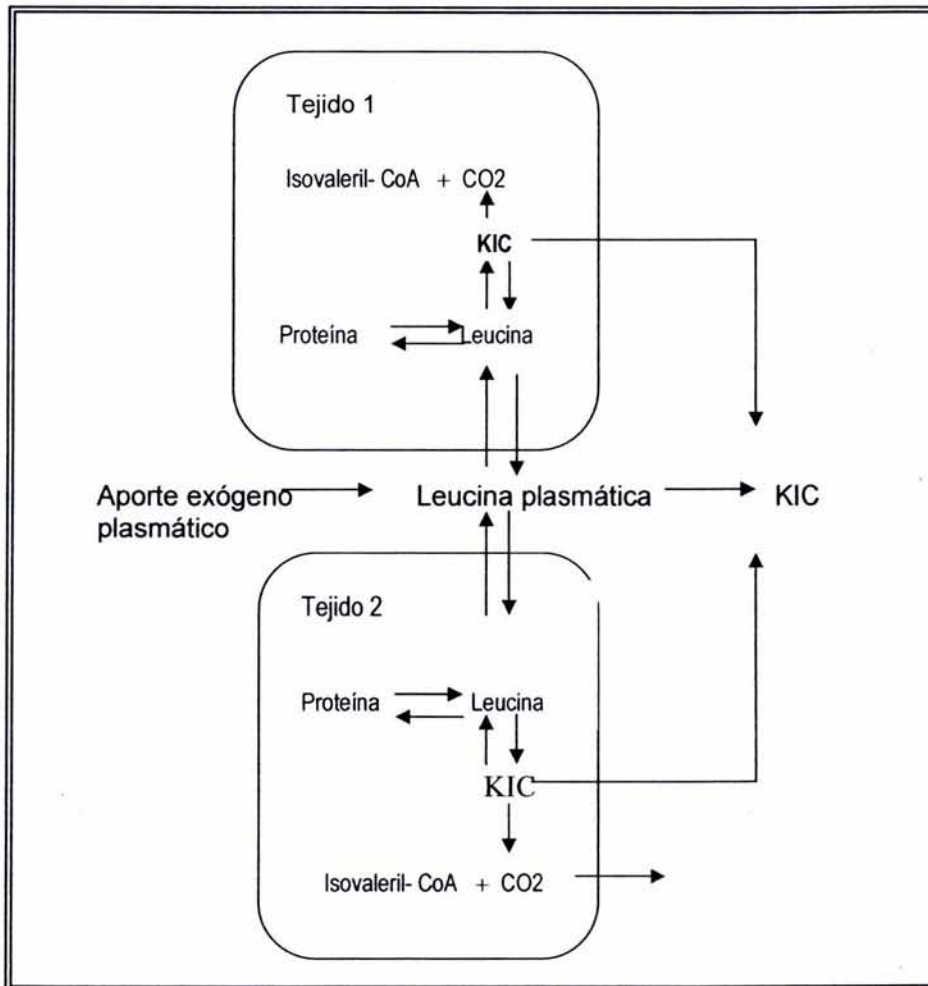 Tejido 1
Isovaleril- CoA + CO2
KIC
Proteína Leucina
Aporte exógeno plasmático
Leucina plasmática
KIC
Tejido 2
Proteína Leucina
KIC
Isovaleril- CoA + CO2